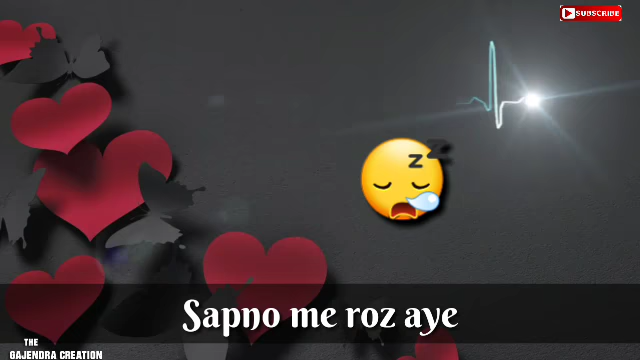 SUBSCRIBE
z z
Sapno me roz aye
THE
GAJENDRA CREATION